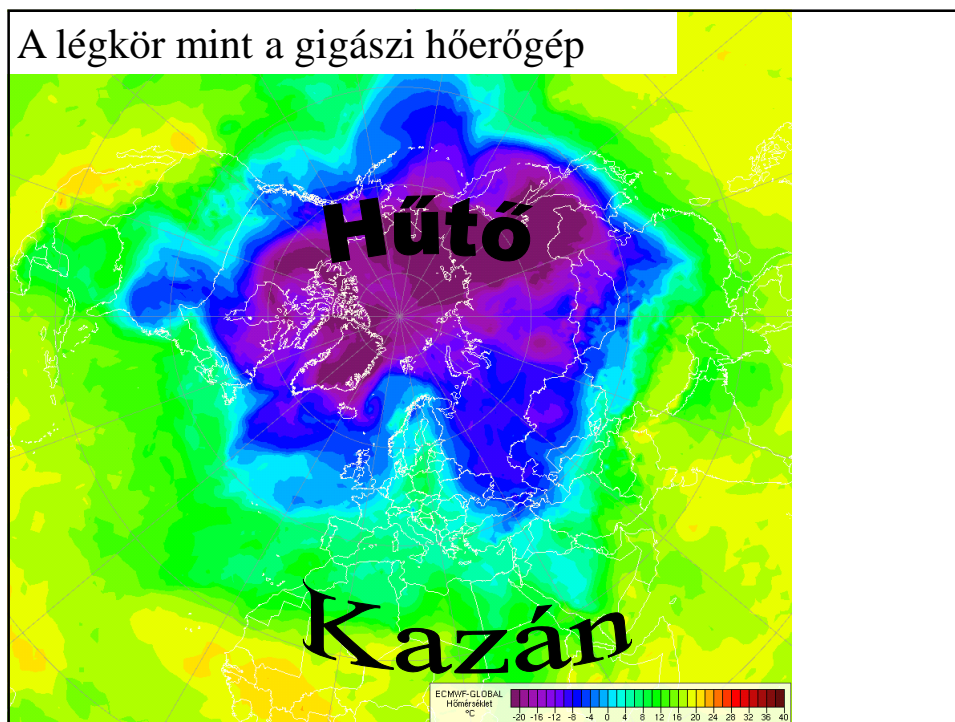 A légkör mint a gigászi hőerőgép
Hűtő
Kazán
ECMWF-GLOBAL
Hőmérséklet
°C
-20 -16 -12 -8 -4 0 4 8 12 16 20 24 28 32 36 40